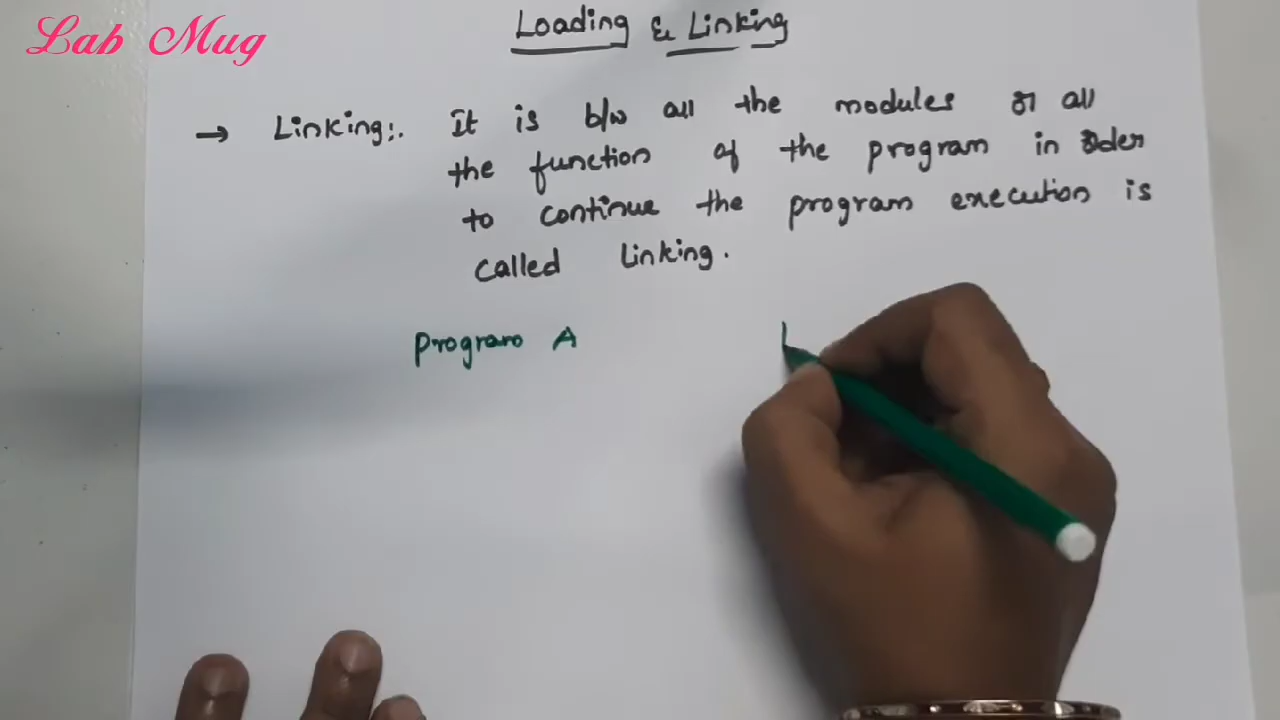 Lab Mug
Loading & Linking
→ Linking:. It is b/w all the modules or all
the function of the program in order
to continue the program execution is
called linking.
Program A